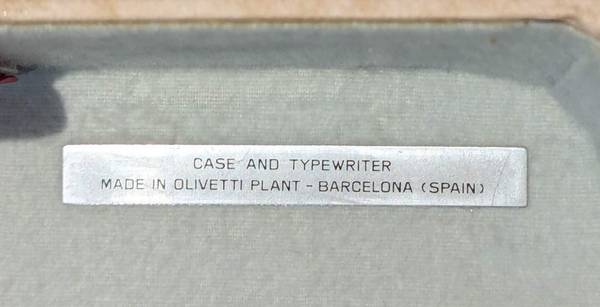 CASE AND TYPEWRITER
MADE IN OLIVETTI PLANT - BARCELONA (SPAIN)